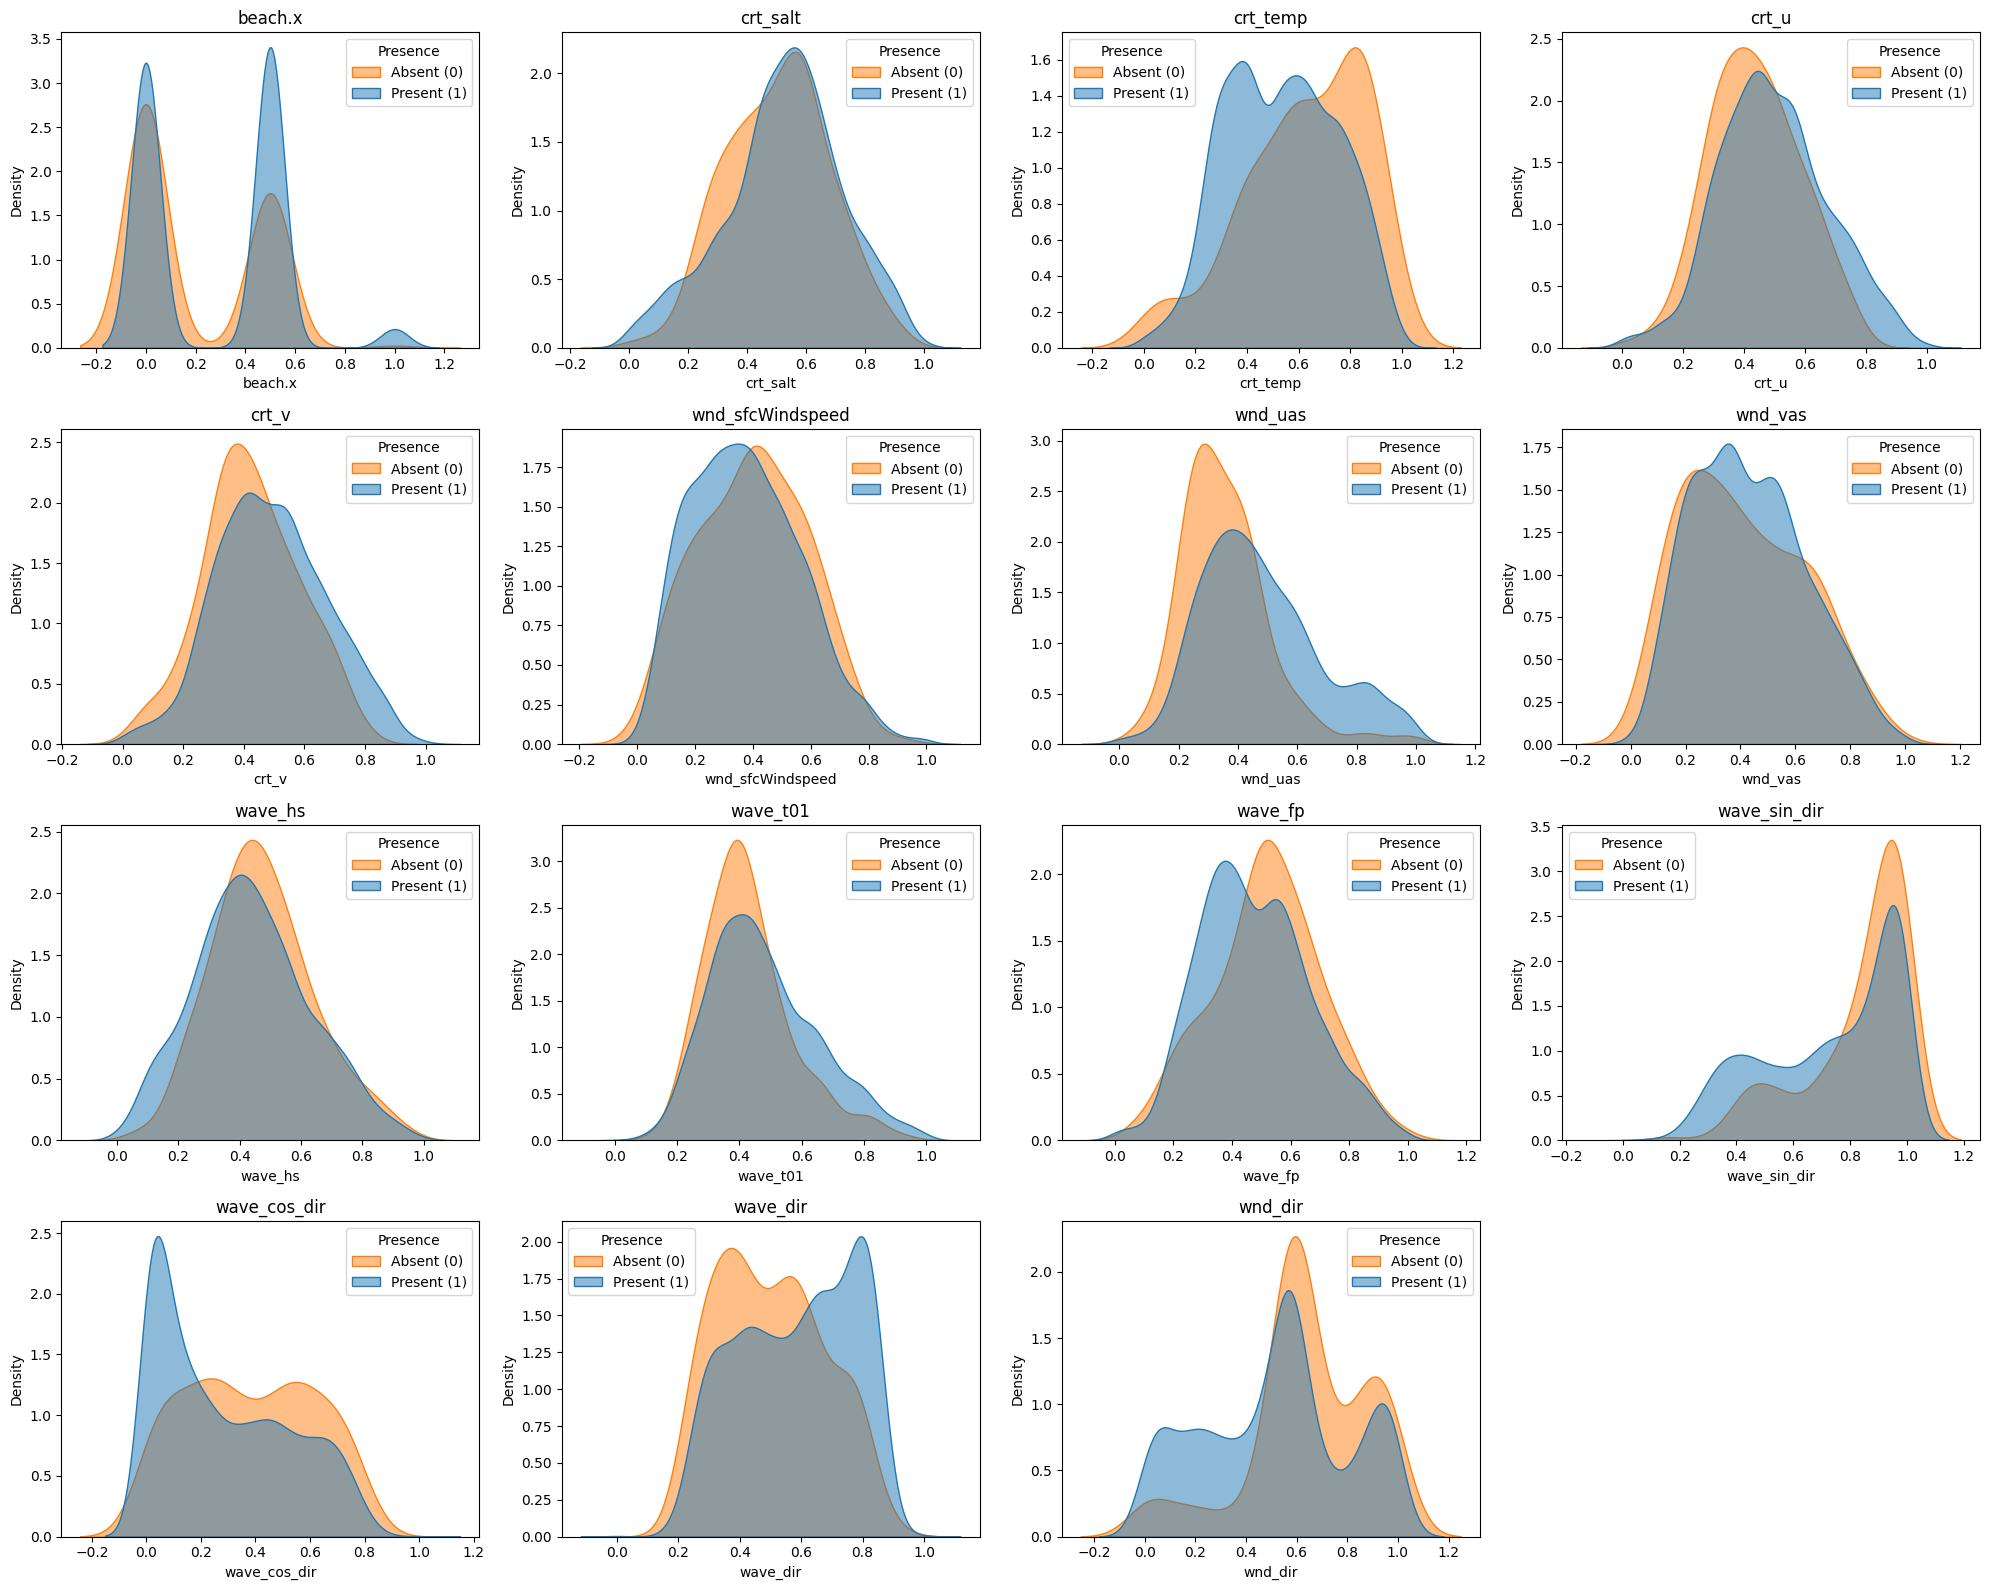 beach.x
Presence
Absent (0)
Present (1)
Density
3.5
3.0
2.5
2.0
1.5
1.0
0.5
0.0
−0.2 0.0 0.2 0.4 0.6 0.8 1.0 1.2
beach.x
crt_salt
Presence
Absent (0)
Present (1)
Density
2.0
1.5
1.0
0.5
0.0
−0.2 0.0 0.2 0.4 0.6 0.8 1.0
crt_salt
crt_temp
Presence
Absent (0)
Present (1)
Density
1.6
1.4
1.2
1.0
0.8
0.6
0.4
0.2
0.0
−0.2 0.0 0.2 0.4 0.6 0.8 1.0 1.2
crt_temp
crt_u
Presence
Absent (0)
Present (1)
Density
2.5
2.0
1.5
1.0
0.5
0.0
0.0 0.2 0.4 0.6 0.8 1.0
crt_u
crt_v
Presence
Absent (0)
Present (1)
Density
2.5
2.0
1.5
1.0
0.5
0.0
−0.2 0.0 0.2 0.4 0.6 0.8 1.0
crt_v
wnd_sfcWindspeed
Presence
Absent (0)
Present (1)
Density
1.75
1.50
1.25
1.00
0.75
0.50
0.25
0.00
−0.2 0.0 0.2 0.4 0.6 0.8 1.0
wnd_sfcWindspeed
wnd_uas
Presence
Absent (0)
Present (1)
Density
3.0
2.5
2.0
1.5
1.0
0.5
0.0
0.0 0.2 0.4 0.6 0.8 1.0 1.2
wnd_uas
wnd_vas
Presence
Absent (0)
Present (1)
Density
1.75
1.50
1.25
1.00
0.75
0.50
0.25
0.00
−0.2 0.0 0.2 0.4 0.6 0.8 1.0 1.2
wnd_vas
wave_hs
Presence
Absent (0)
Present (1)
Density
2.5
2.0
1.5
1.0
0.5
0.0
0.0 0.2 0.4 0.6 0.8 1.0
wave_hs
wave_t01
Presence
Absent (0)
Present (1)
Density
3.0
2.5
2.0
1.5
1.0
0.5
0.0
0.0 0.2 0.4 0.6 0.8 1.0
wave_t01
wave_fp
Presence
Absent (0)
Present (1)
Density
2.0
1.5
1.0
0.5
0.0
0.0 0.2 0.4 0.6 0.8 1.0 1.2
wave_fp
wave_sin_dir
Presence
Absent (0)
Present (1)
Density
3.5
3.0
2.5
2.0
1.5
1.0
0.5
0.0
−0.2 0.0 0.2 0.4 0.6 0.8 1.0 1.2
wave_sin_dir
wave_cos_dir
Presence
Absent (0)
Present (1)
Density
2.5
2.0
1.5
1.0
0.5
0.0
−0.2 0.0 0.2 0.4 0.6 0.8 1.0 1.2
wave_cos_dir
wave_dir
Presence
Absent (0)
Present (1)
Density
2.00
1.75
1.50
1.25
1.00
0.75
0.50
0.25
0.00
0.0 0.2 0.4 0.6 0.8 1.0
wave_dir
wnd_dir
Presence
Absent (0)
Present (1)
Density
2.0
1.5
1.0
0.5
0.0
−0.2 0.0 0.2 0.4 0.6 0.8 1.0 1.2
wnd_dir